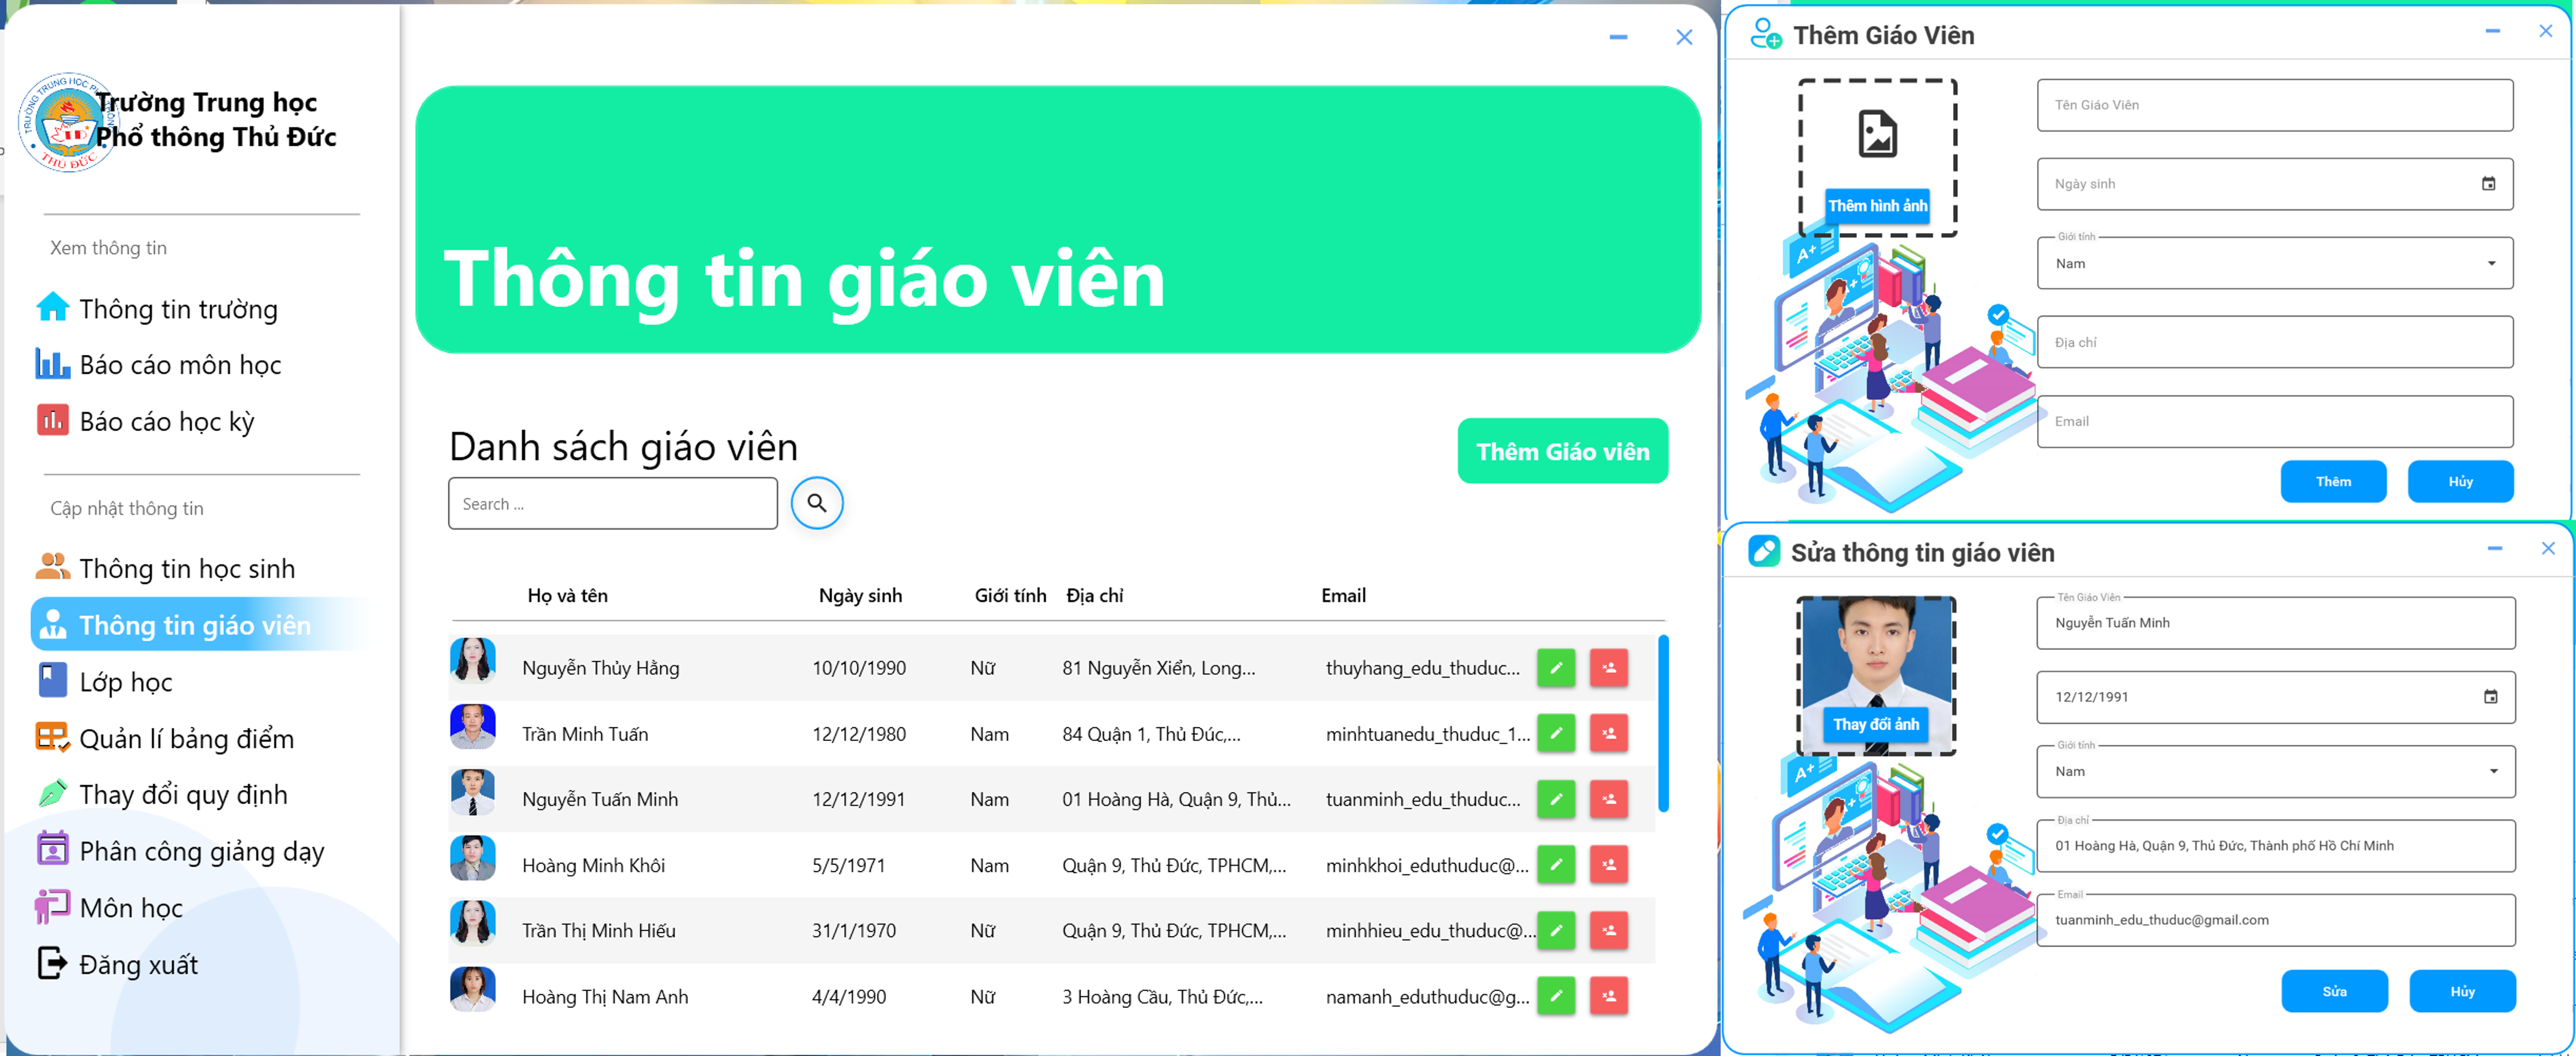 Trường Trung học
Phổ thông Thủ Đức
TRƯỜNG TRUNG HỌC PHỔ THÔNG
THỦ ĐỨC
Xem thông tin
Thông tin trường
Báo cáo môn học
Báo cáo học kỳ
Cập nhật thông tin
Thông tin học sinh
Thông tin giáo viên
Lớp học
Quản lí bảng điểm
Thay đổi quy định
Phân công giảng dạy
Môn học
Đăng xuất
Thông tin giáo viên
Danh sách giáo viên
Thêm Giáo viên
Search ...
Họ và tên Ngày sinh Giới tính Địa chỉ Email
Nguyễn Thủy Hằng 10/10/1990 Nữ 81 Nguyễn Xiển, Long... thuyhang_edu_thuduc...
Trần Minh Tuấn 12/12/1980 Nam 84 Quận 1, Thủ Đúc,... minhtuanedu_thuduc_1...
Nguyễn Tuấn Minh 12/12/1991 Nam 01 Hoàng Hà, Quận 9, Thủ... tuanminh_edu_thuduc...
Hoàng Minh Khôi 5/5/1971 Nam Quận 9, Thủ Đức, TPHCM,... minhkhoi_eduthuduc@...
Trần Thị Minh Hiếu 31/1/1970 Nữ Quận 9, Thủ Đức, TPHCM,... minhhieu_edu_thuduc@...
Hoàng Thị Nam Anh 4/4/1990 Nữ 3 Hoàng Cầu, Thủ Đức,... namanh_eduthuduc@g...
Thêm Giáo Viên
Thêm hình ảnh
A+
Tên Giáo Viên
Ngày sinh
Giới tính
Nam
Địa chỉ
Email
Thêm Hủy
Sửa thông tin giáo viên
Thay đổi ảnh
A+
Tên Giáo Viên
Nguyễn Tuấn Minh
12/12/1991
Giới tính
Nam
Địa chỉ
01 Hoàng Hà, Quận 9, Thủ Đức, Thành phố Hồ Chí Minh
Email
tuanminh_edu_thuduc@gmail.com
Sửa Hủy